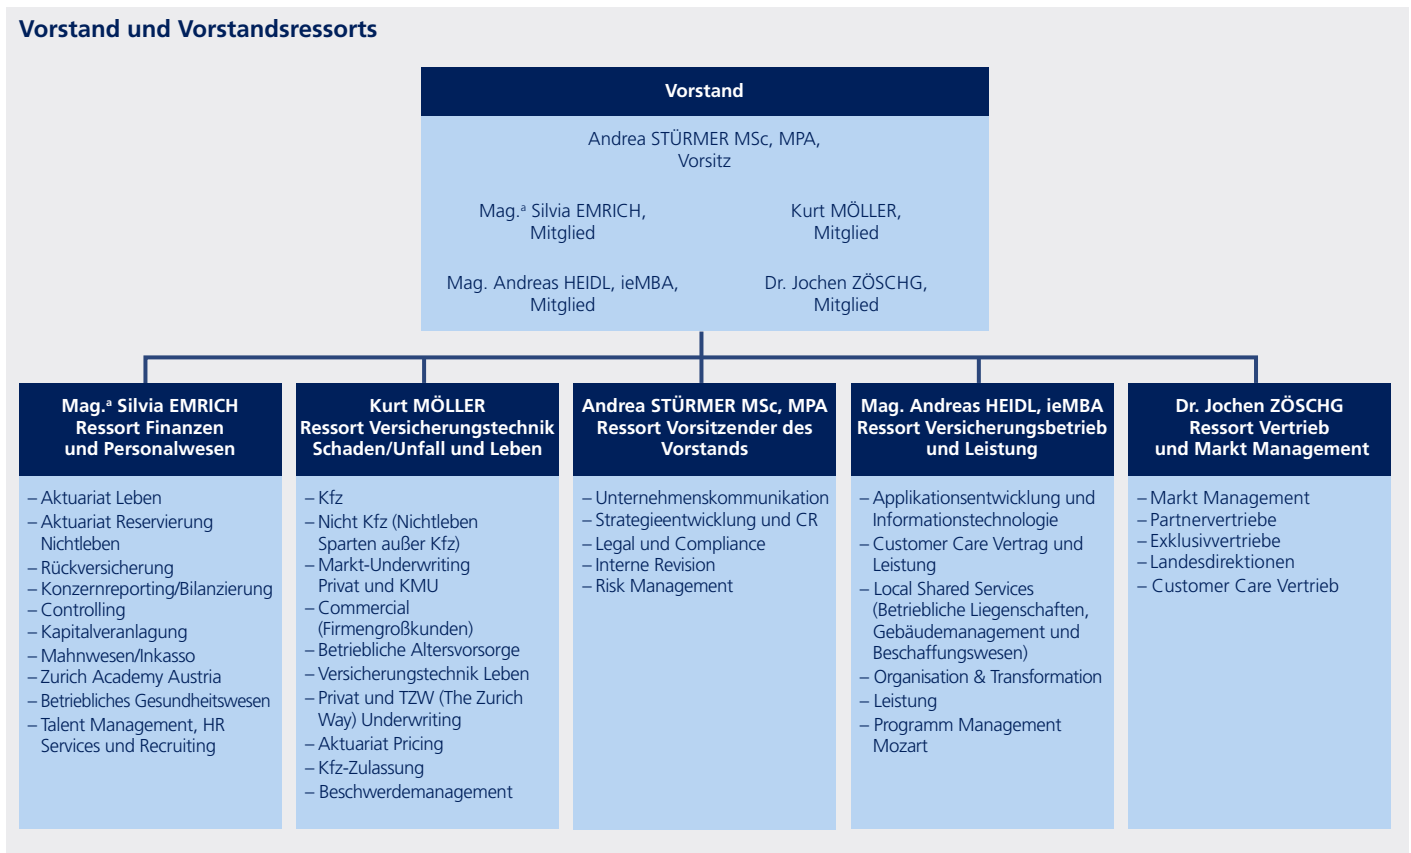 Vorstand und Vorstandsressorts
Vorstand
Andrea STÜRMER MSc, MPA,
Vorsitz
Mag.ª Silvia EMRICH,
Mitglied
Kurt MÖLLER,
Mitglied
Mag. Andreas HEIDL, ieMBA,
Mitglied
Dr. Jochen ZÖSCHG,
Mitglied
Mag.ª Silvia EMRICH
Ressort Finanzen
und Personalwesen
– Aktuariat Leben
– Aktuariat Reservierung
Nichtleben
– Rückversicherung
– Konzernreporting/Bilanzierung
– Controlling
– Kapitalveranlagung
– Mahnwesen/Inkasso
– Zurich Academy Austria
– Betriebliches Gesundheitswesen
– Talent Management, HR
Services und Recruiting
Kurt MÖLLER
Ressort Versicherungstechnik
Schaden/Unfall und Leben
– Kfz
– Nicht Kfz (Nichtleben
Sparten außer Kfz)
– Markt-Underwriting
Privat und KMU
– Commercial
(Firmengroßkunden)
– Betriebliche Altersvorsorge
– Versicherungstechnik Leben
– Privat und TZW (The Zurich
Way) Underwriting
– Aktuariat Pricing
– Kfz-Zulassung
– Beschwerdemanagement
Andrea STÜRMER MSc, MPA
Ressort Vorsitzender des
Vorstands
– Unternehmenskommunikation
– Strategieentwicklung und CR
– Legal und Compliance
– Interne Revision
– Risk Management
Mag. Andreas HEIDL, ieMBA
Ressort Versicherungsbetrieb
und Leistung
– Applikationsentwicklung und
Informationstechnologie
– Customer Care Vertrag und
Leistung
– Local Shared Services
(Betriebliche Liegenschaften,
Gebäudemanagement und
Beschaffungswesen)
– Organisation & Transformation
– Leistung
– Programm Management
Mozart
Dr. Jochen ZÖSCHG
Ressort Vertrieb
und Markt Management
– Markt Management
– Partnervertriebe
– Exklusivvertriebe
– Landesdirektionen
– Customer Care Vertrieb